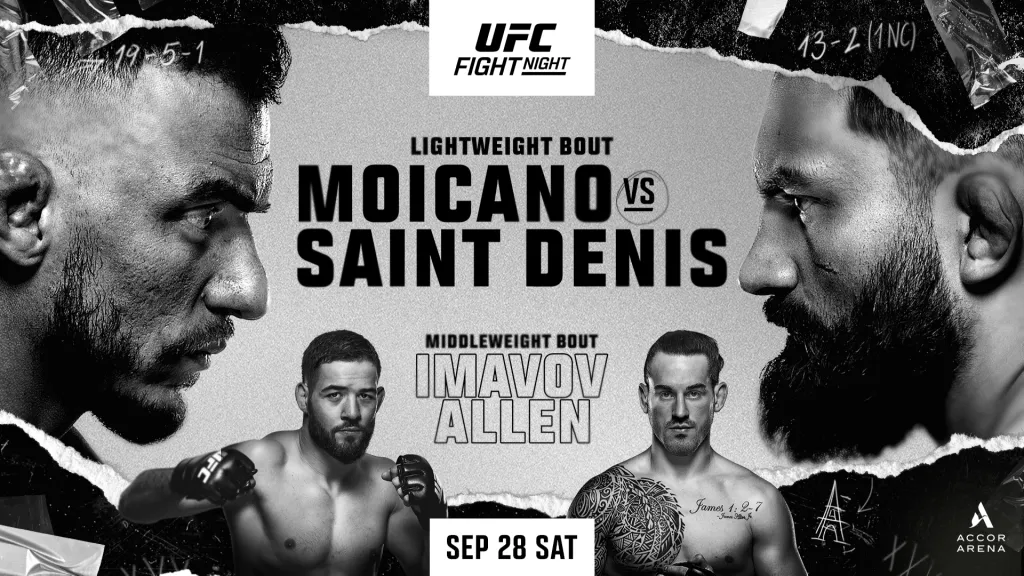 19-5-1
UFC
FIGHT NIGHT
13-2 (1NC)
LIGHTWEIGHT BOUT
MOICANO VS
SAINT DENIS
MIDDLEWEIGHT BOUT
IMAVOV
ALLEN
UFC
James 1: 2-7
SEP 28 SAT
ACCOR
ARENA